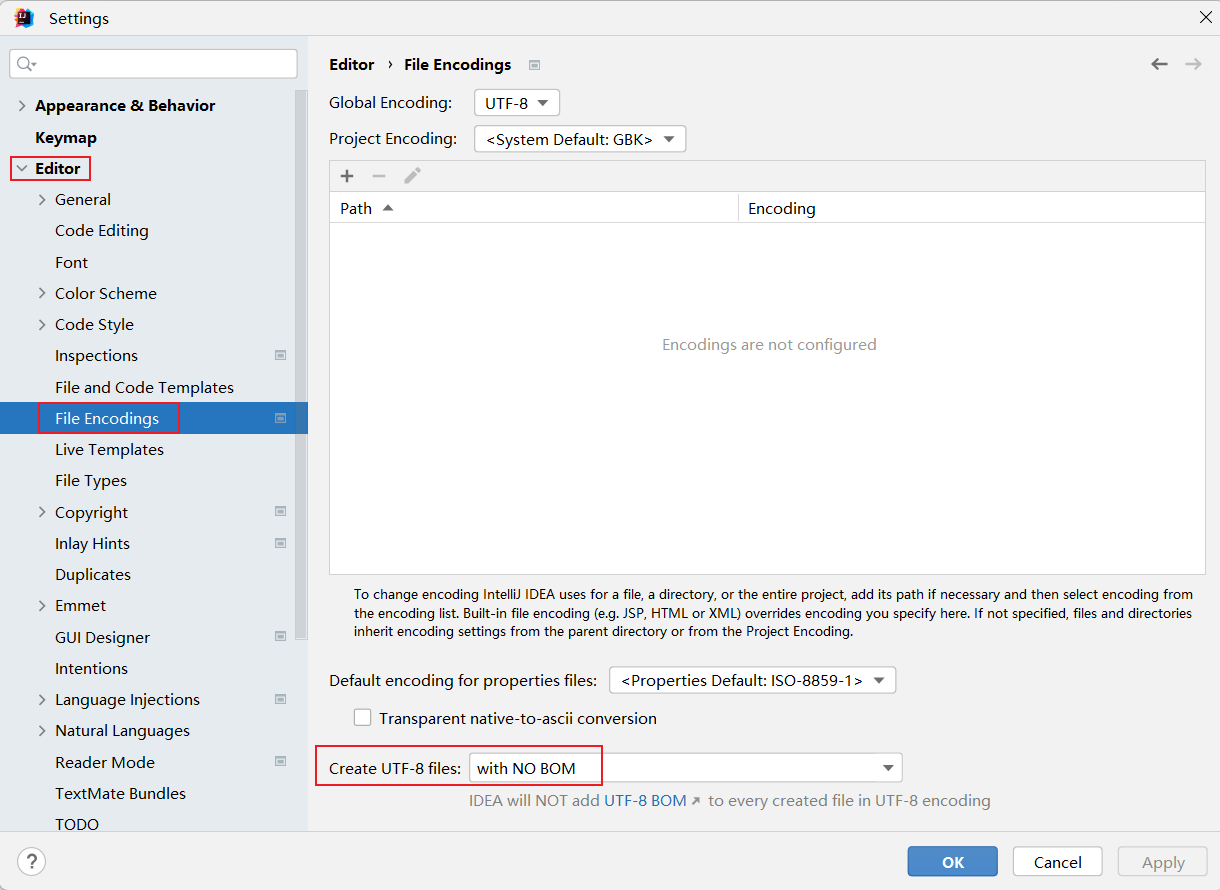 Settings
Appearance & Behavior
Keymap
Editor
General
Code Editing
Font
Color Scheme
Code Style
Inspections
File and Code Templates
File Encodings
Live Templates
File Types
Copyright
Inlay Hints
Duplicates
Emmet
GUI Designer
Intentions
Language Injections
Natural Languages
Reader Mode
TextMate Bundles
TODO
Editor › File Encodings
Global Encoding: UTF-8
Project Encoding: <System Default: GBK>
Path Encoding
Encodings are not configured
To change encoding IntelliJ IDEA uses for a file, a directory, or the entire project, add its path if necessary and then select encoding from
the encoding list. Built-in file encoding (e.g. JSP, HTML or XML) overrides encoding you specify here. If not specified, files and directories
inherit encoding settings from the parent directory or from the Project Encoding.
Default encoding for properties files: <Properties Default: ISO-8859-1>
Transparent native-to-ascii conversion
Create UTF-8 files: with NO BOM
IDEA will NOT add UTF-8 BOM ↗ to every created file in UTF-8 encoding
? OK Cancel Apply